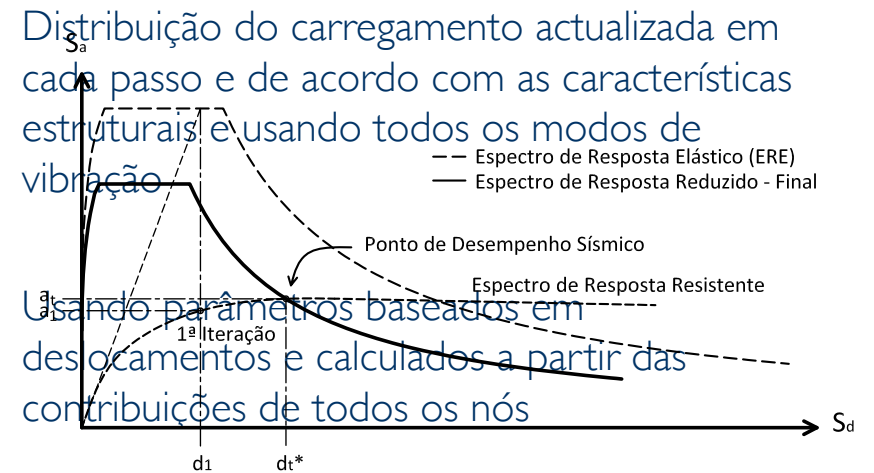 Distribuição do carregamento actualizada em
cada passo e de acordo com as características
estruturais e usando todos os modos de
vibração
Sa
Espectro de Resposta Elástico (ERE)
Espectro de Resposta Reduzido - Final
Ponto de Desempenho Sísmico
Espectro de Resposta Resistente
at
a1
1ª Iteração
Usando parâmetros baseados em
deslocamentos e calculados a partir das
contribuições de todos os nós
Sd
d1
dt*